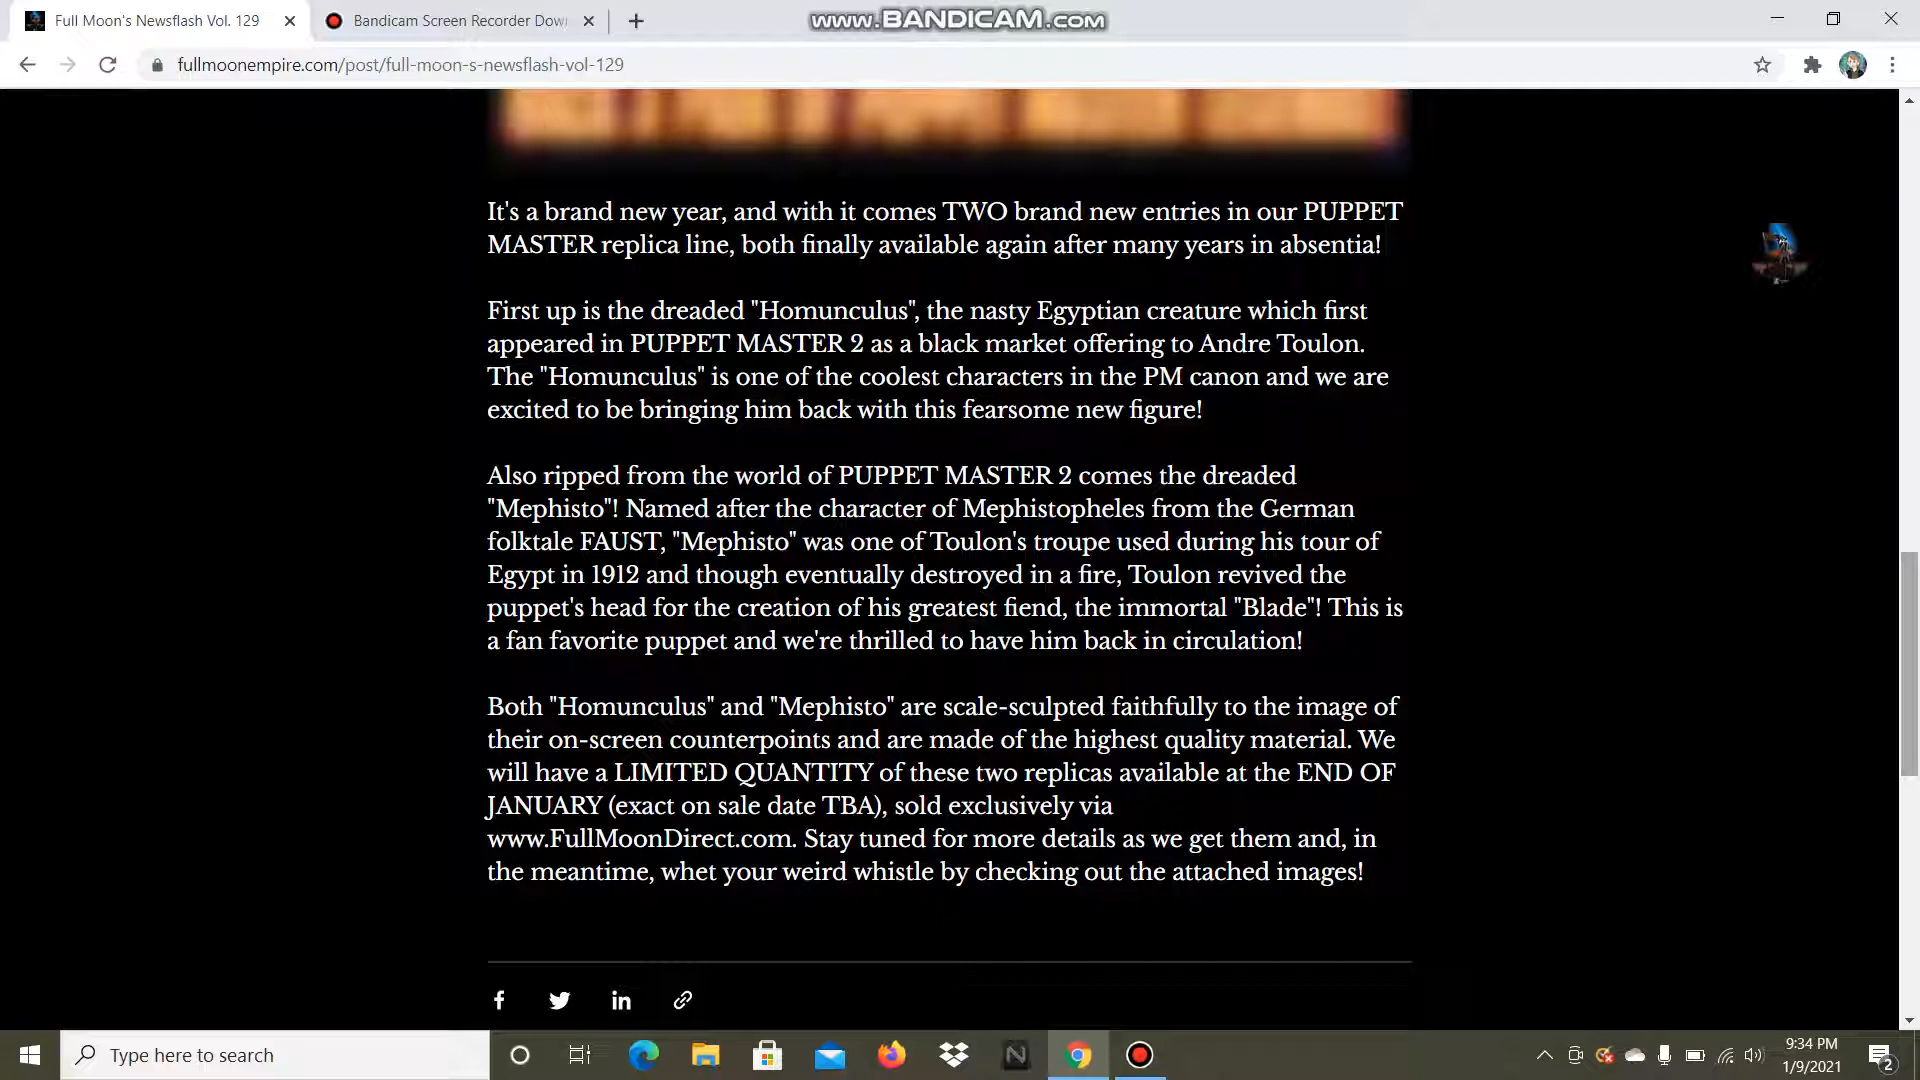 Full Moon's Newsflash Vol. 129
Bandicam Screen Recorder Dow
www.BANDICAM.com
fullmoonempire.com/post/full-moon-s-newsflash-vol-129
It's a brand new year, and with it comes TWO brand new entries in our PUPPET
MASTER replica line, both finally available again after many years in absentia!
First up is the dreaded "Homunculus", the nasty Egyptian creature which first
appeared in PUPPET MASTER 2 as a black market offering to Andre Toulon.
The "Homunculus" is one of the coolest characters in the PM canon and we are
excited to be bringing him back with this fearsome new figure!
Also ripped from the world of PUPPET MASTER 2 comes the dreaded
"Mephisto"! Named after the character of Mephistopheles from the German
folktale FAUST, "Mephisto" was one of Toulon's troupe used during his tour of
Egypt in 1912 and though eventually destroyed in a fire, Toulon revived the
puppet's head for the creation of his greatest fiend, the immortal "Blade"! This is
a fan favorite puppet and we're thrilled to have him back in circulation!
Both "Homunculus" and "Mephisto" are scale-sculpted faithfully to the image of
their on-screen counterpoints and are made of the highest quality material. We
will have a LIMITED QUANTITY of these two replicas available at the END OF
JANUARY (exact on sale date TBA), sold exclusively via
www.FullMoonDirect.com. Stay tuned for more details as we get them and, in
the meantime, whet your weird whistle by checking out the attached images!
Type here to search
9:34 PM
1/9/2021
2